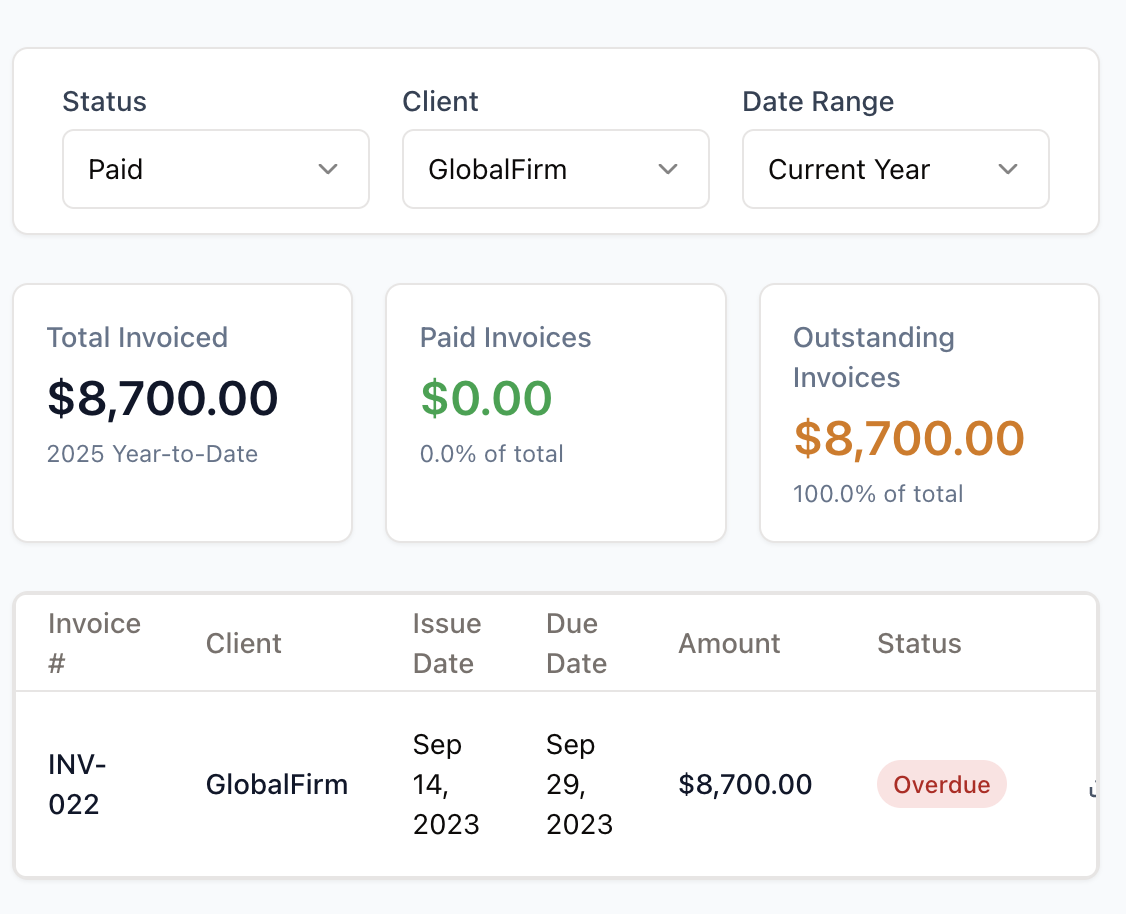 Status
Client
Date Range
Paid
GlobalFirm
Current Year
Total Invoiced
$8,700.00
2025 Year-to-Date
Paid Invoices
$0.00
0.0% of total
Outstanding
Invoices
$8,700.00
100.0% of total
Invoice
#
Client
Issue
Date
Due
Date
Amount
Status
INV-
022
GlobalFirm
Sep
14,
2023
Sep
29,
2023
$8,700.00
Overdue